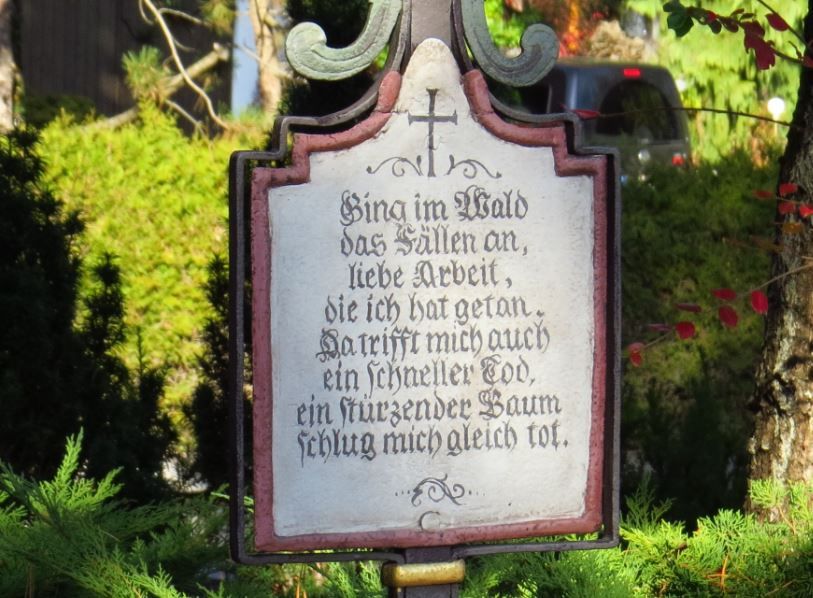 Ging im Wald
das Fällen an,
liebe Arbeit,
die ich hat getan.
Da trifft mich auch
ein schneller Tod,
ein stürzender Baum
schlug mich gleich tot.